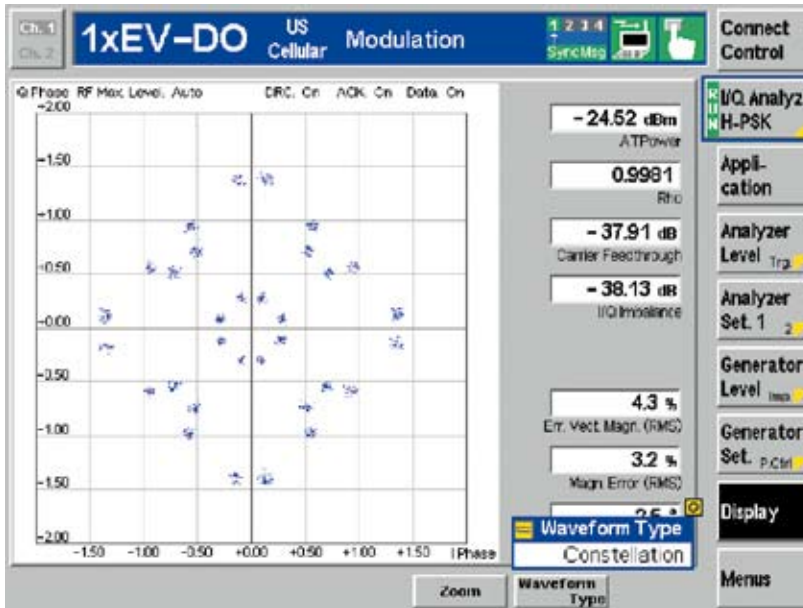 Ch. 1
Ch. 2
1xEV-DO
US
Cellular
Modulation
1 2 3 4
SyncMsg
Connect
Control
Q Phase RF Max. Level. Auto DRC. On ACK. On Data. On
RUN
I/Q Analyz
H-PSK
Appli-
cation
Analyzer
Level Trg.
Analyzer
Set. 1 2
Generator
Level
Generator
Set. P.Ctrl
Display
Menus
+2.00
+1.50
+1.00
+0.50
+0.00
-0.50
-1.00
-1.50
-2.00
-1.50 -1.00 -0.50 +0.00 +0.50 +1.00 +1.50 I Phase
-24.52 dBm
ATPower
0.9981
Rho
-37.91 dB
Carrier Feedthrough
-38.13 dB
I/Q Imbalance
4.3 %
Err. Vect. Magn. (RMS)
3.2 %
Magn. Error (RMS)
Waveform Type
Constellation
Zoom
Waveform
Type